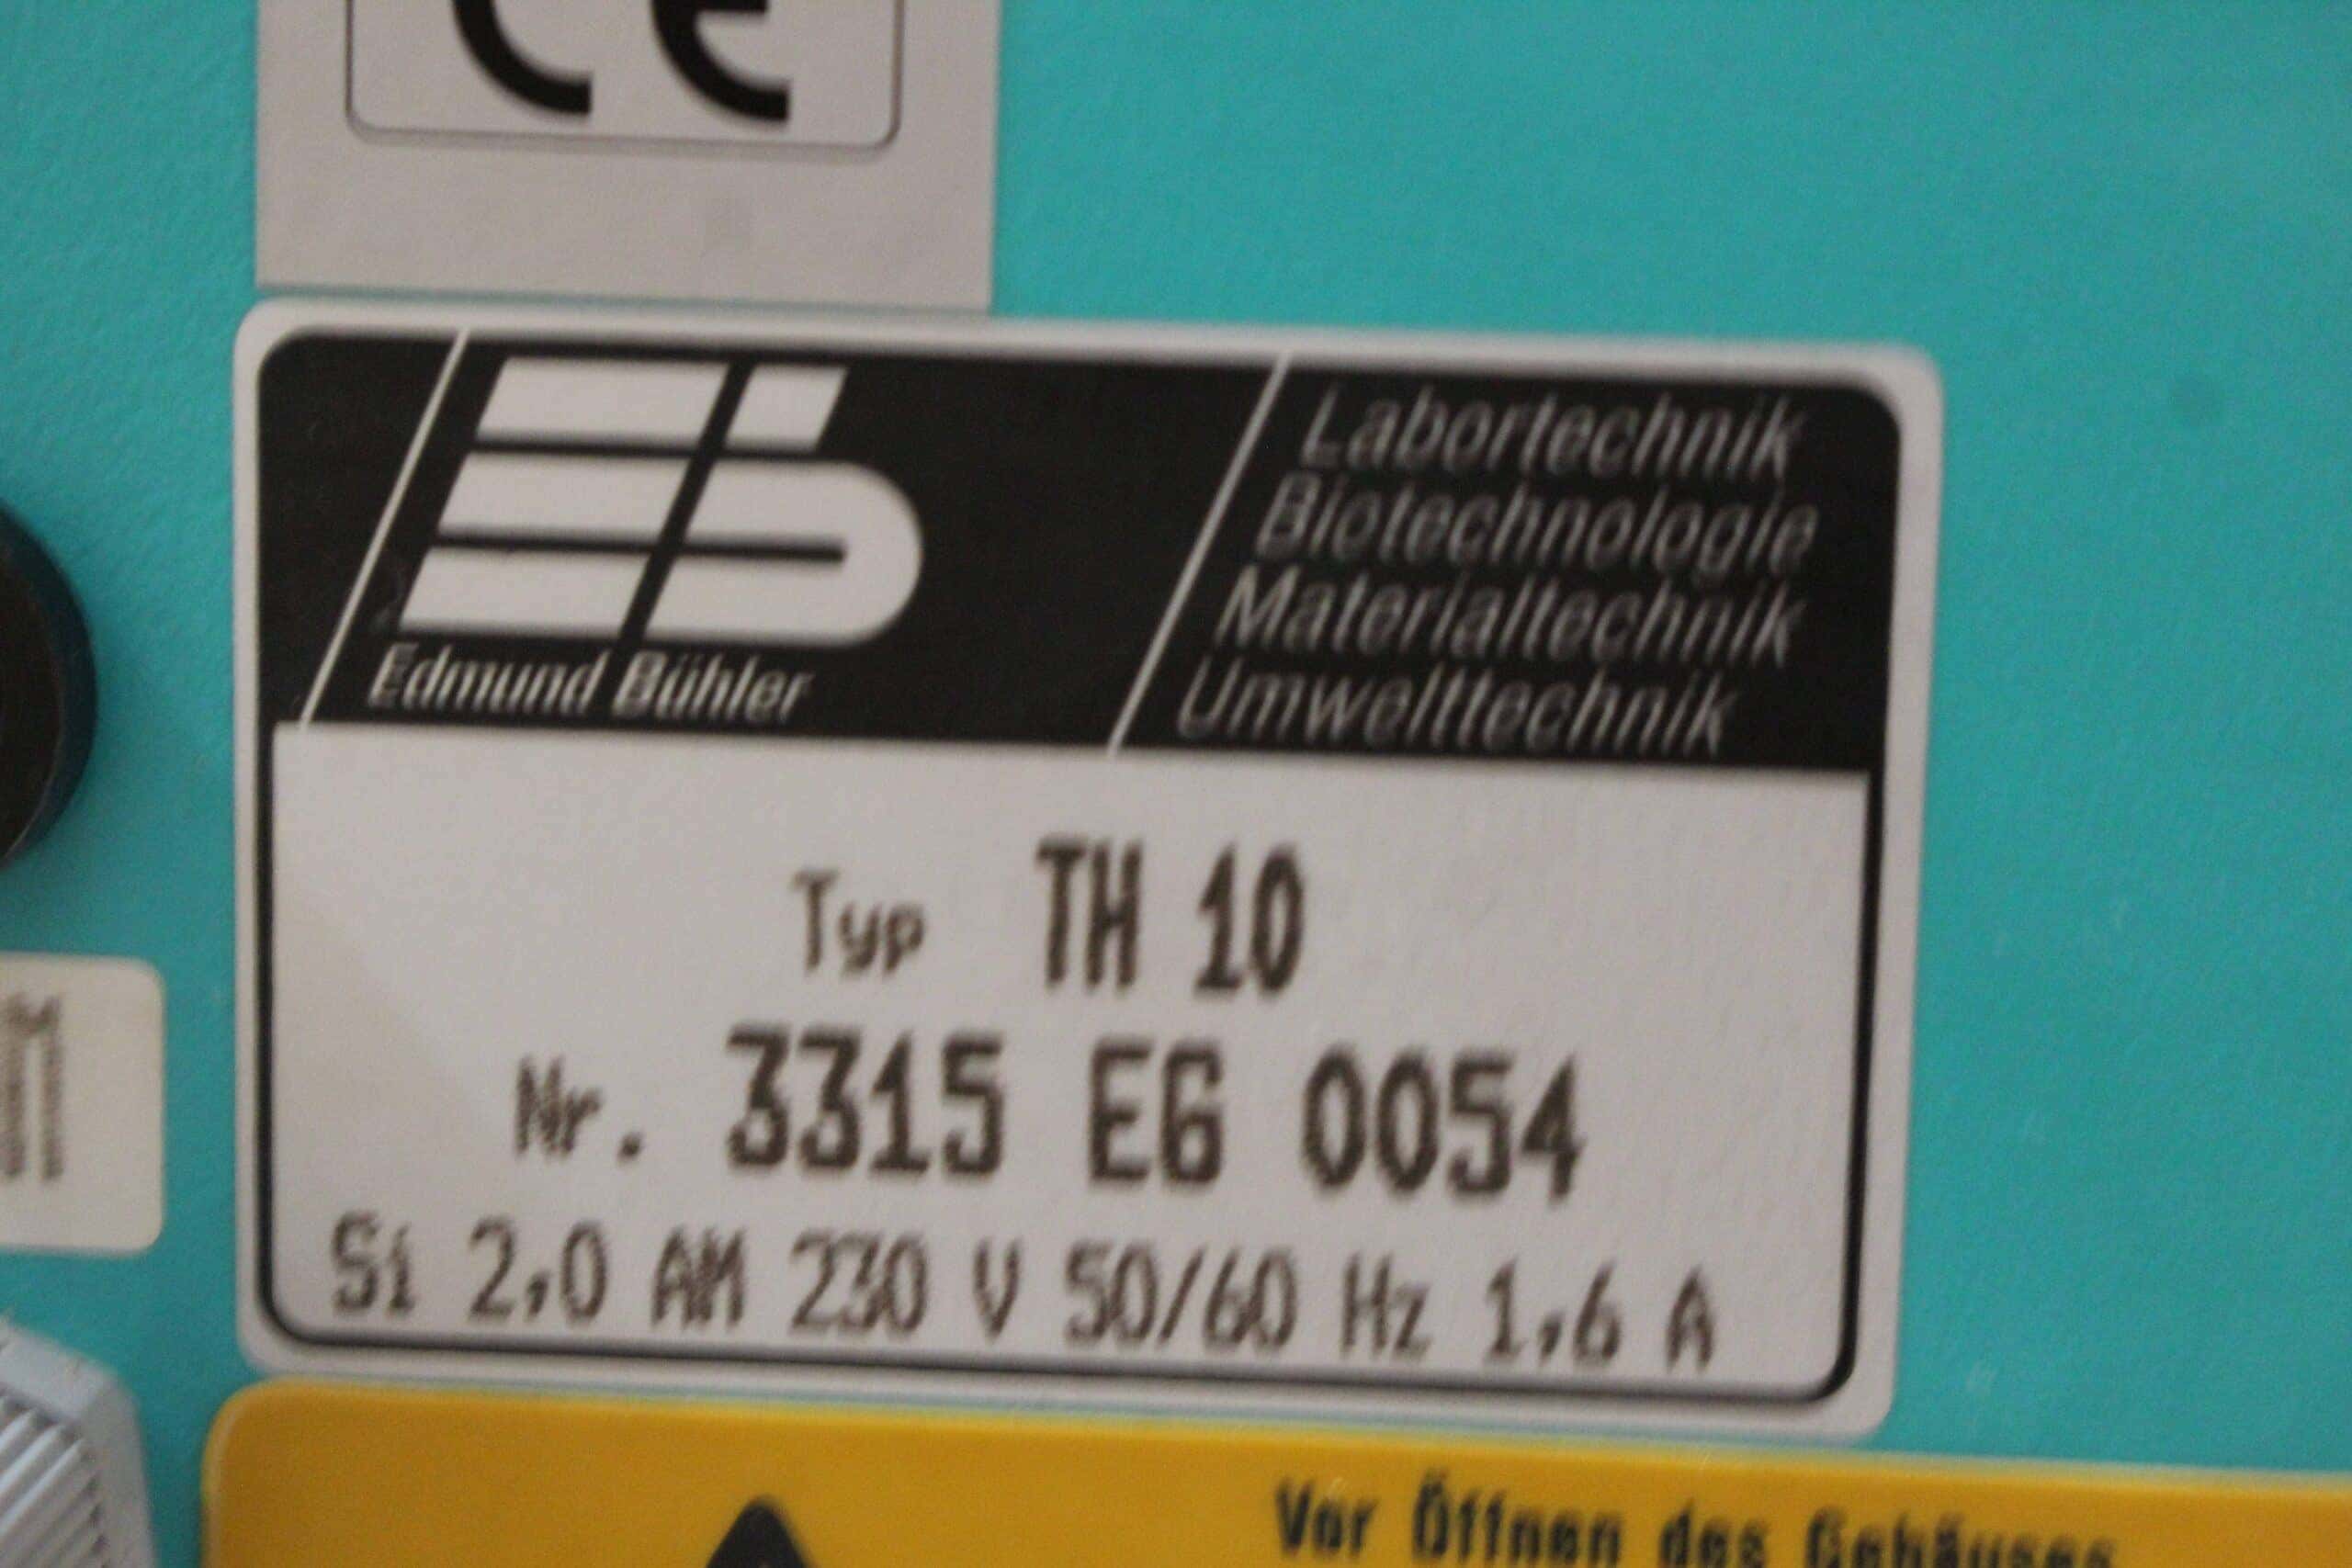 CE
Edmund Bühler
Labortechnik
Biotechnologie
Materialtechnik
Umwelttechnik
Typ TH 10
Nr. 3315 EG 0054
Si 2,0 AM 230 V 50/60 Hz 1,6 A
Vor Öffnen des Gehäuses